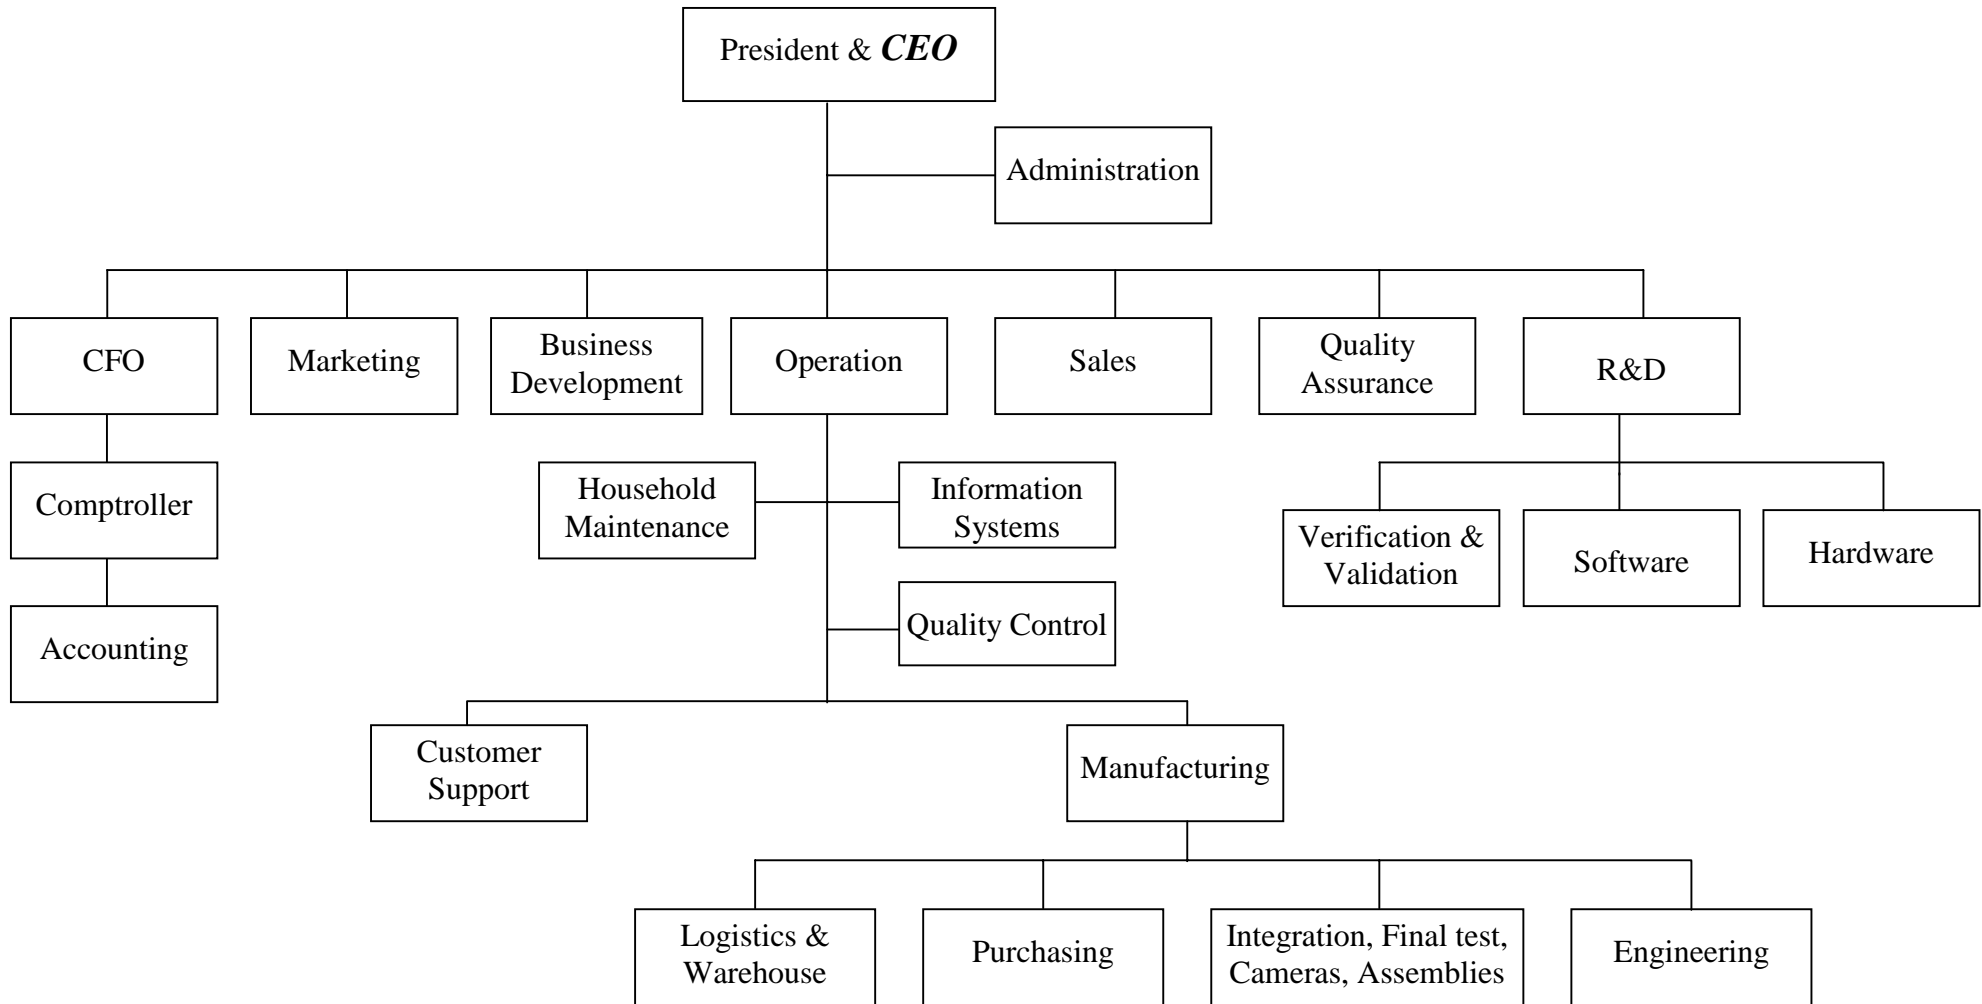 President & CEO
Administration
CFO
Marketing
Business
Development
Operation
Sales
Quality
Assurance
R&D
Comptroller
Household
Maintenance
Information
Systems
Verification &
Validation
Software
Hardware
Accounting
Quality Control
Customer
Support
Manufacturing
Logistics &
Warehouse
Purchasing
Integration, Final test,
Cameras, Assemblies
Engineering